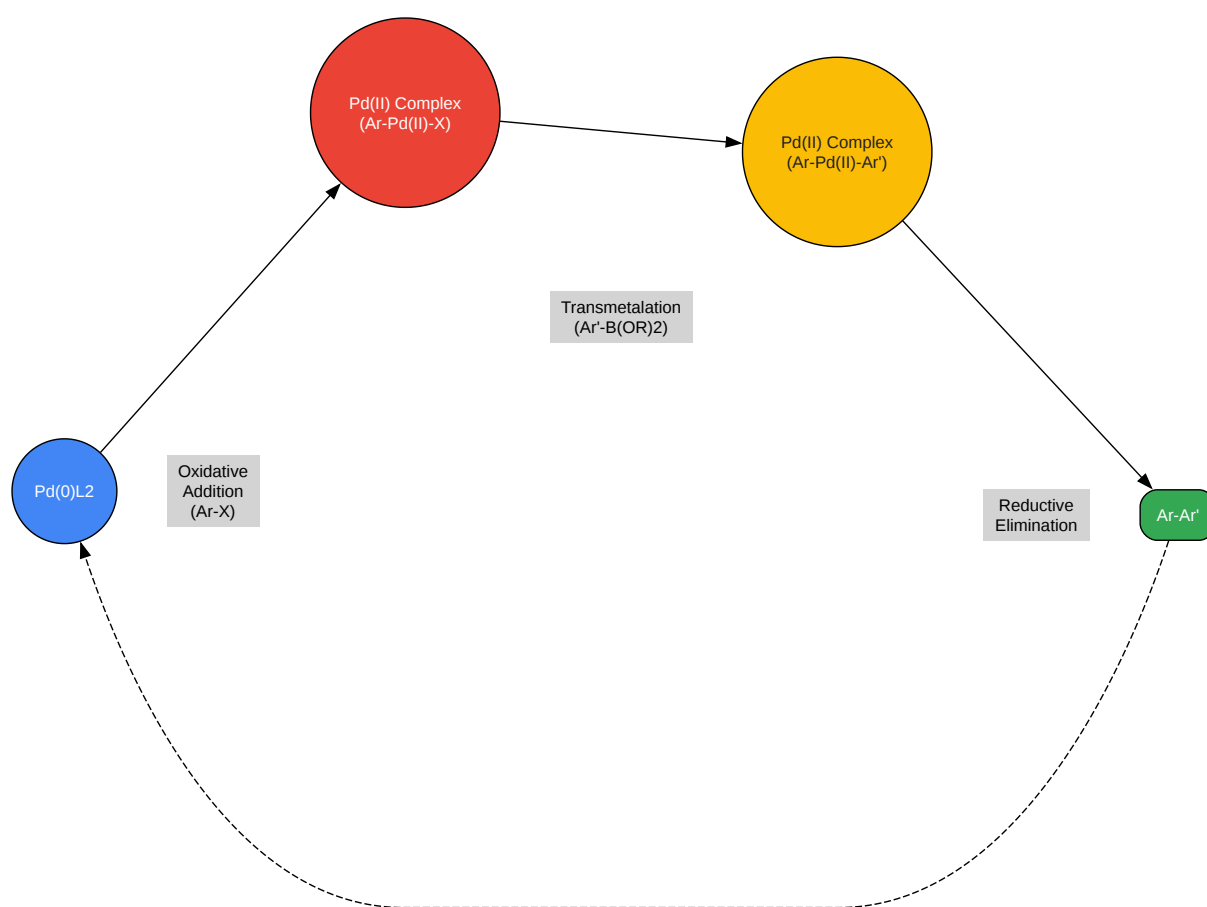 Pd(II) Complex
(Ar-Pd(II)-X)
Pd(II) Complex
(Ar-Pd(II)-Ar')
Transmetalation
(Ar'-B(OR)2)
Pd(0)L2
Oxidative
Addition
(Ar-X)
Reductive
Elimination
Ar-Ar'